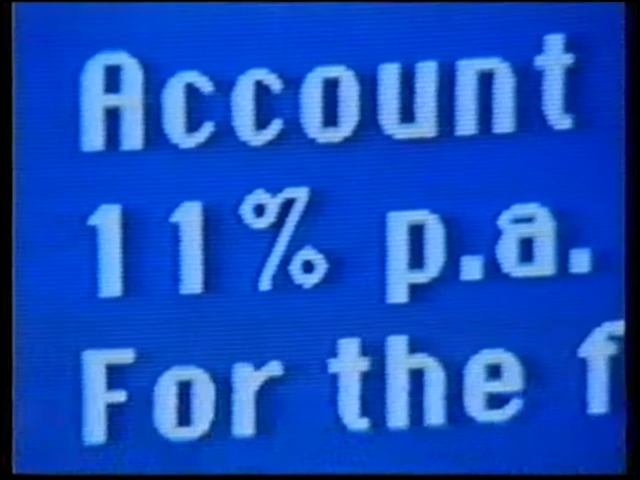 Account
11% p.a.
For the f